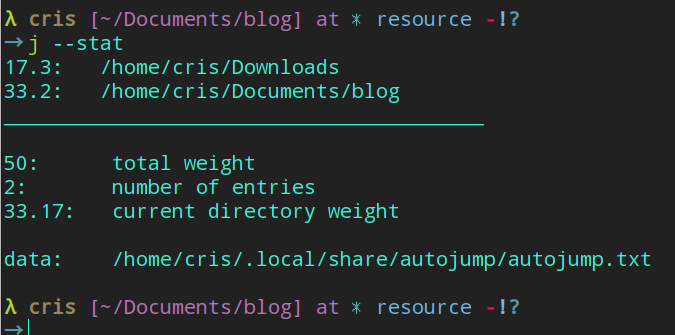 λ cris [~/Documents/blog] at * resource -!?
→ j --stat
17.3: /home/cris/Downloads
33.2: /home/cris/Documents/blog
________________________________________
50: total weight
2: number of entries
33.17: current directory weight
data: /home/cris/.local/share/autojump/autojump.txt
λ cris [~/Documents/blog] at * resource -!?
→